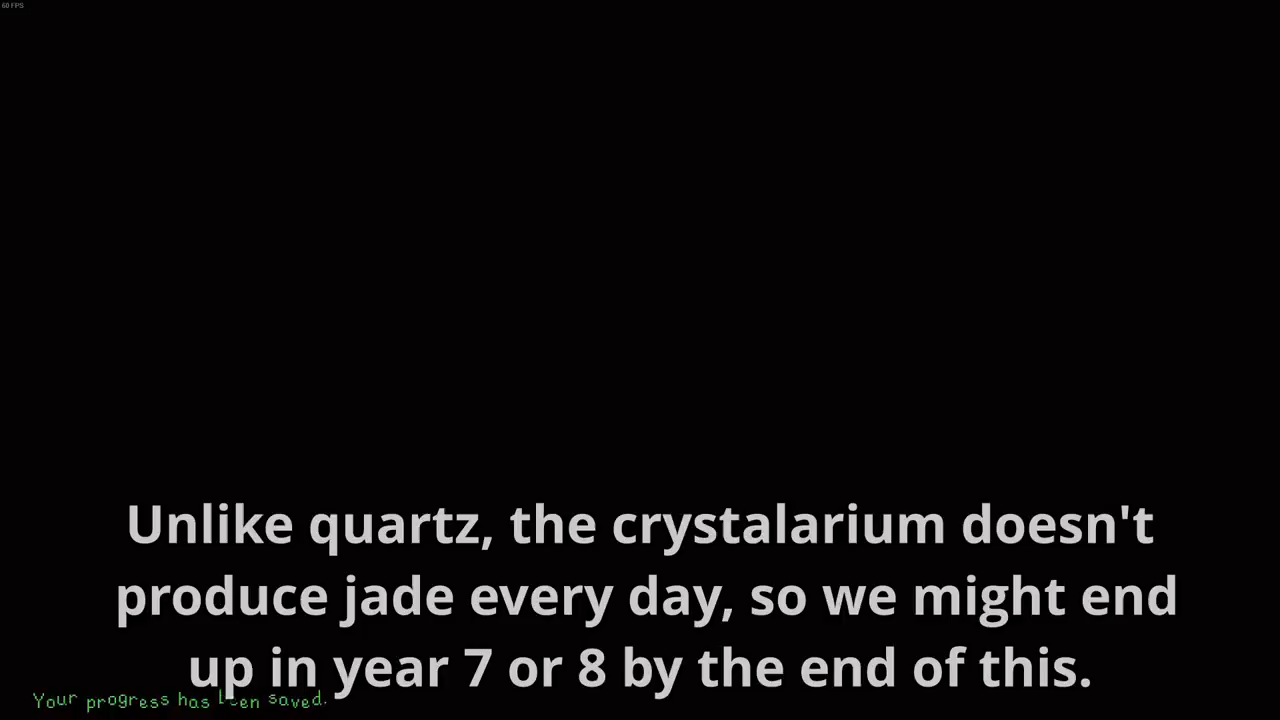 60 FPS
Unlike quartz, the crystalarium doesn't
produce jade every day, so we might end
up in year 7 or 8 by the end of this.
Your progress has been saved.